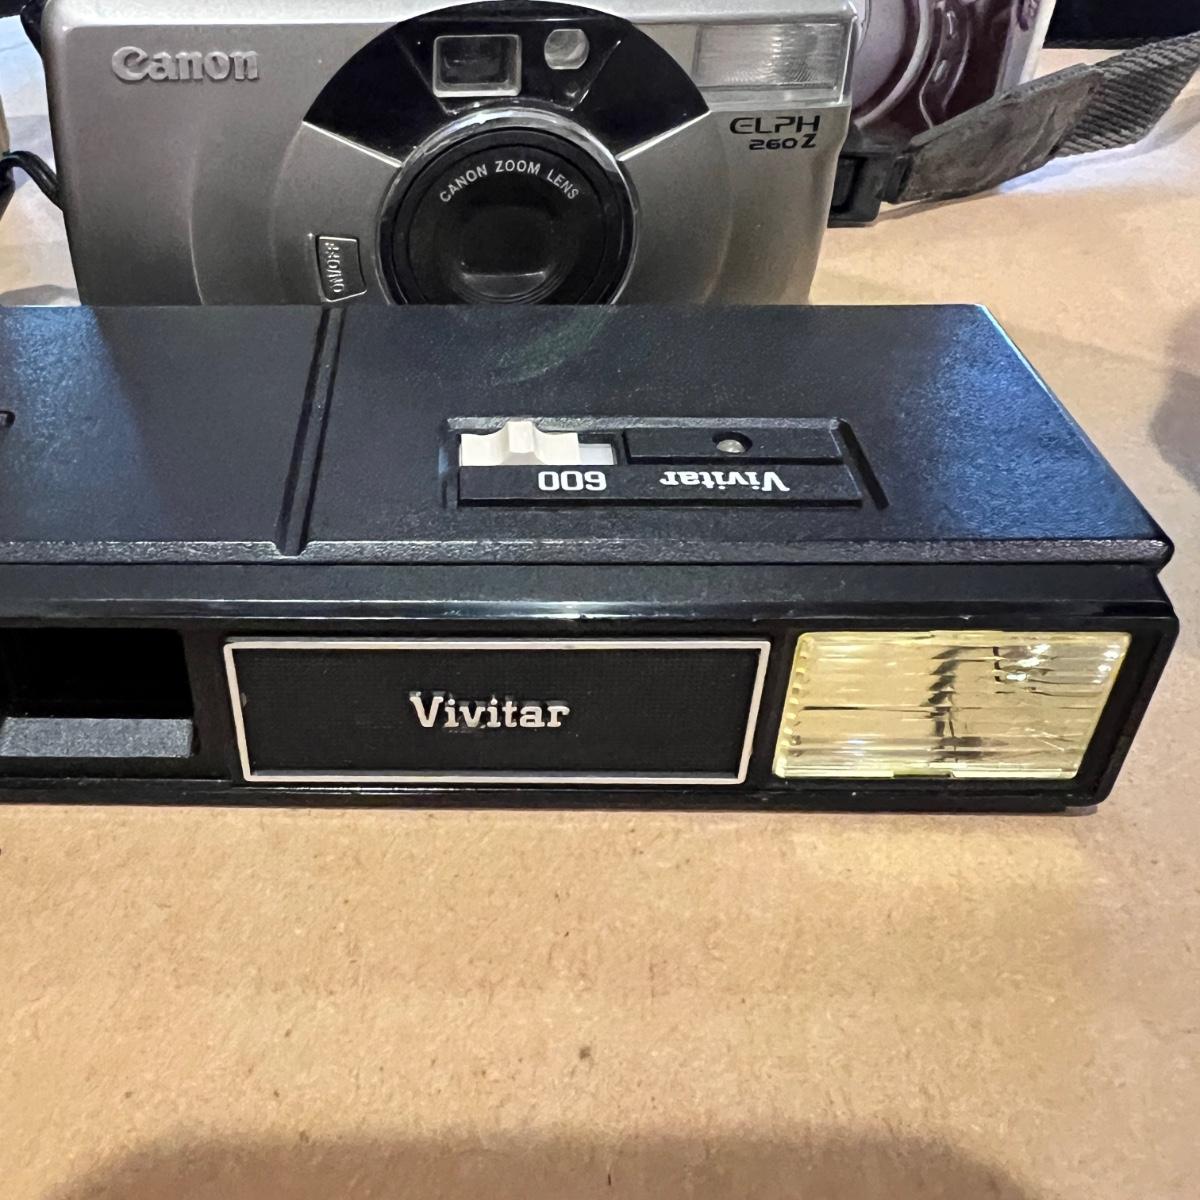 Canon
ELPH
260 Z
CANON ZOOM LENS
ON/OFF
Vivitar 600
Vivitar